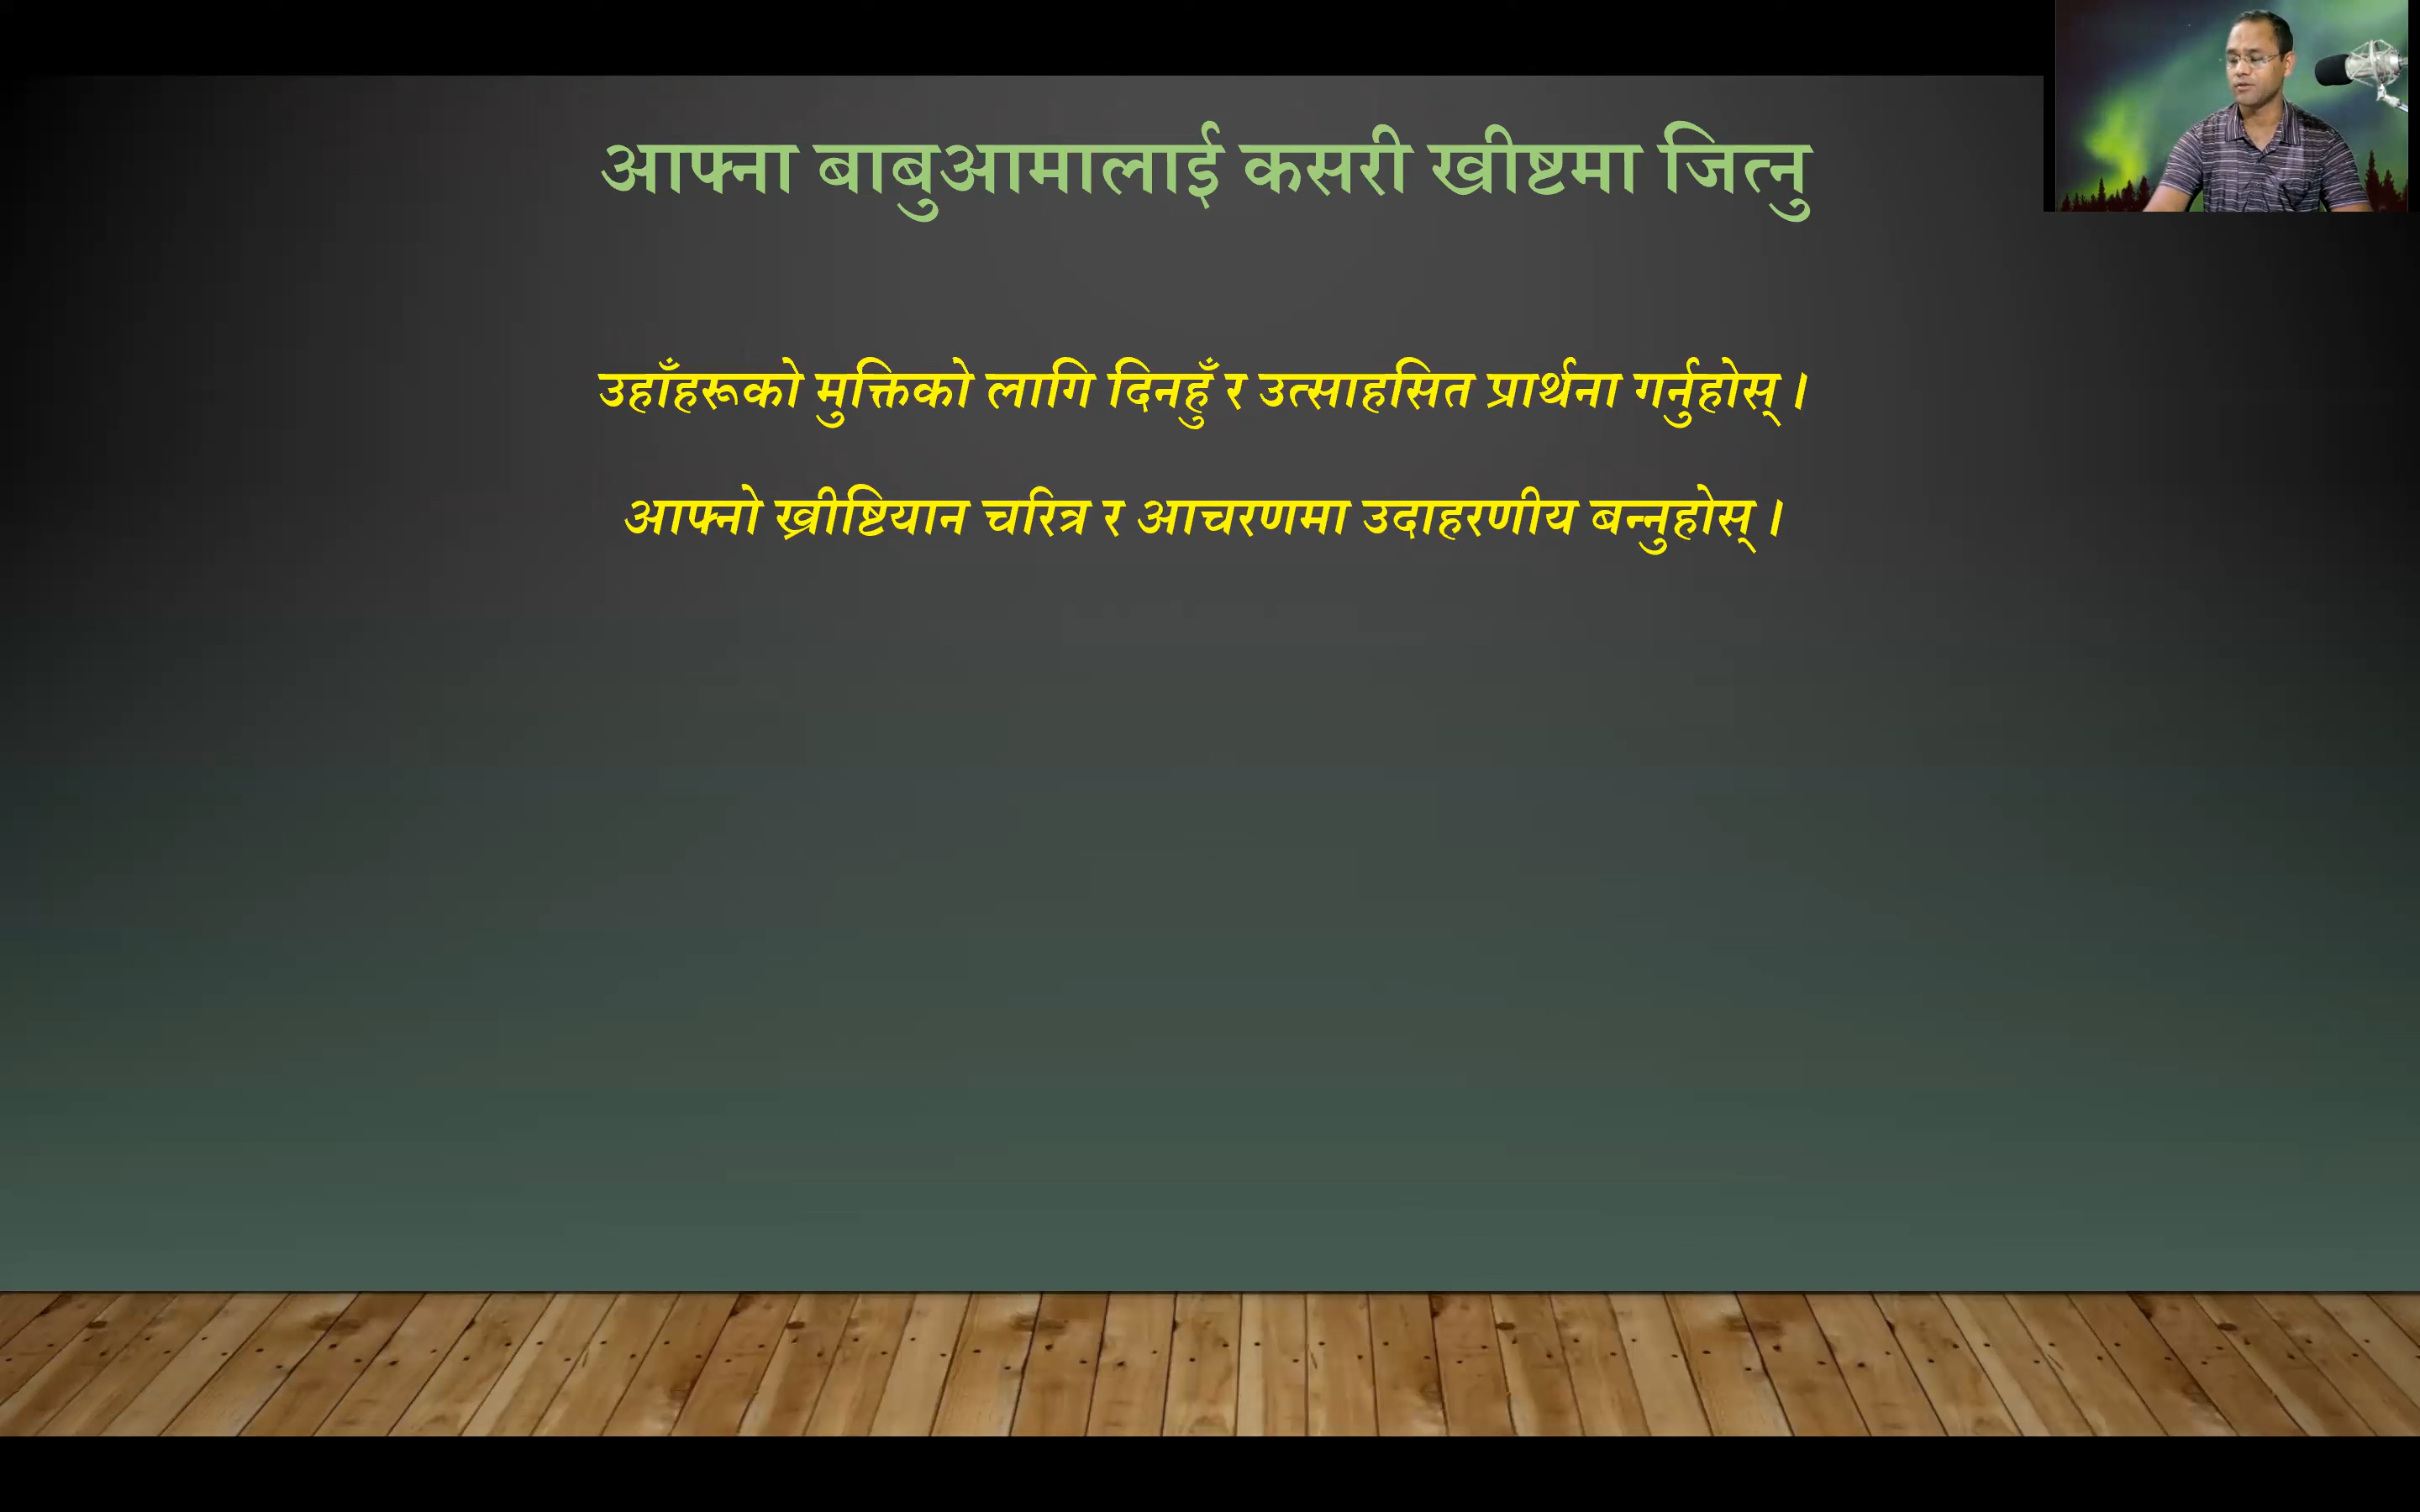 आफ्ना बाबुआमालाई कसरी खीष्टमा जित्नु
उहाँहरूको मुक्तिको लागि दिनहुँ र उत्साहसित प्रार्थना गर्नुहोस् ।
आफ्नो ख्रीष्टियान चरित्र र आचरणमा उदाहरणीय बन्नुहोस् ।